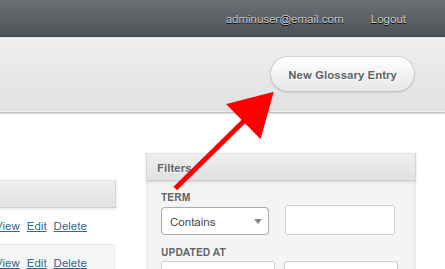 adminuser@email.com Logout
New Glossary Entry
Filters
TERM
View Edit Delete
Contains
UPDATED AT
View Edit Delete